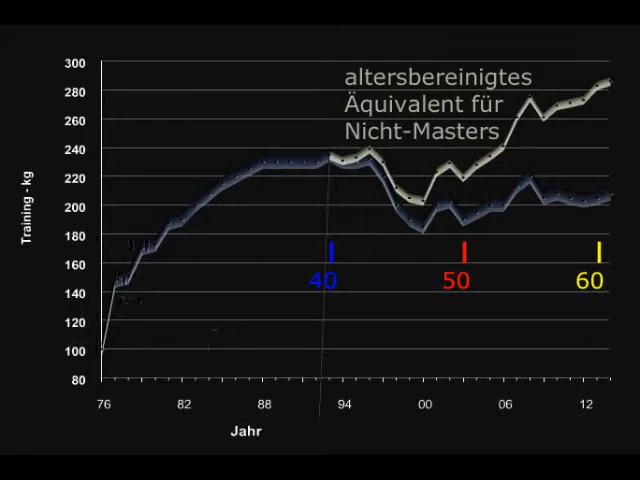 300
280
260
240
220
200
180
160
140
120
100
80
Training - kg
altersbereinigtes
Äquivalent für
Nicht-Masters
40
50
60
76 82 88 94 00 06 12
Jahr